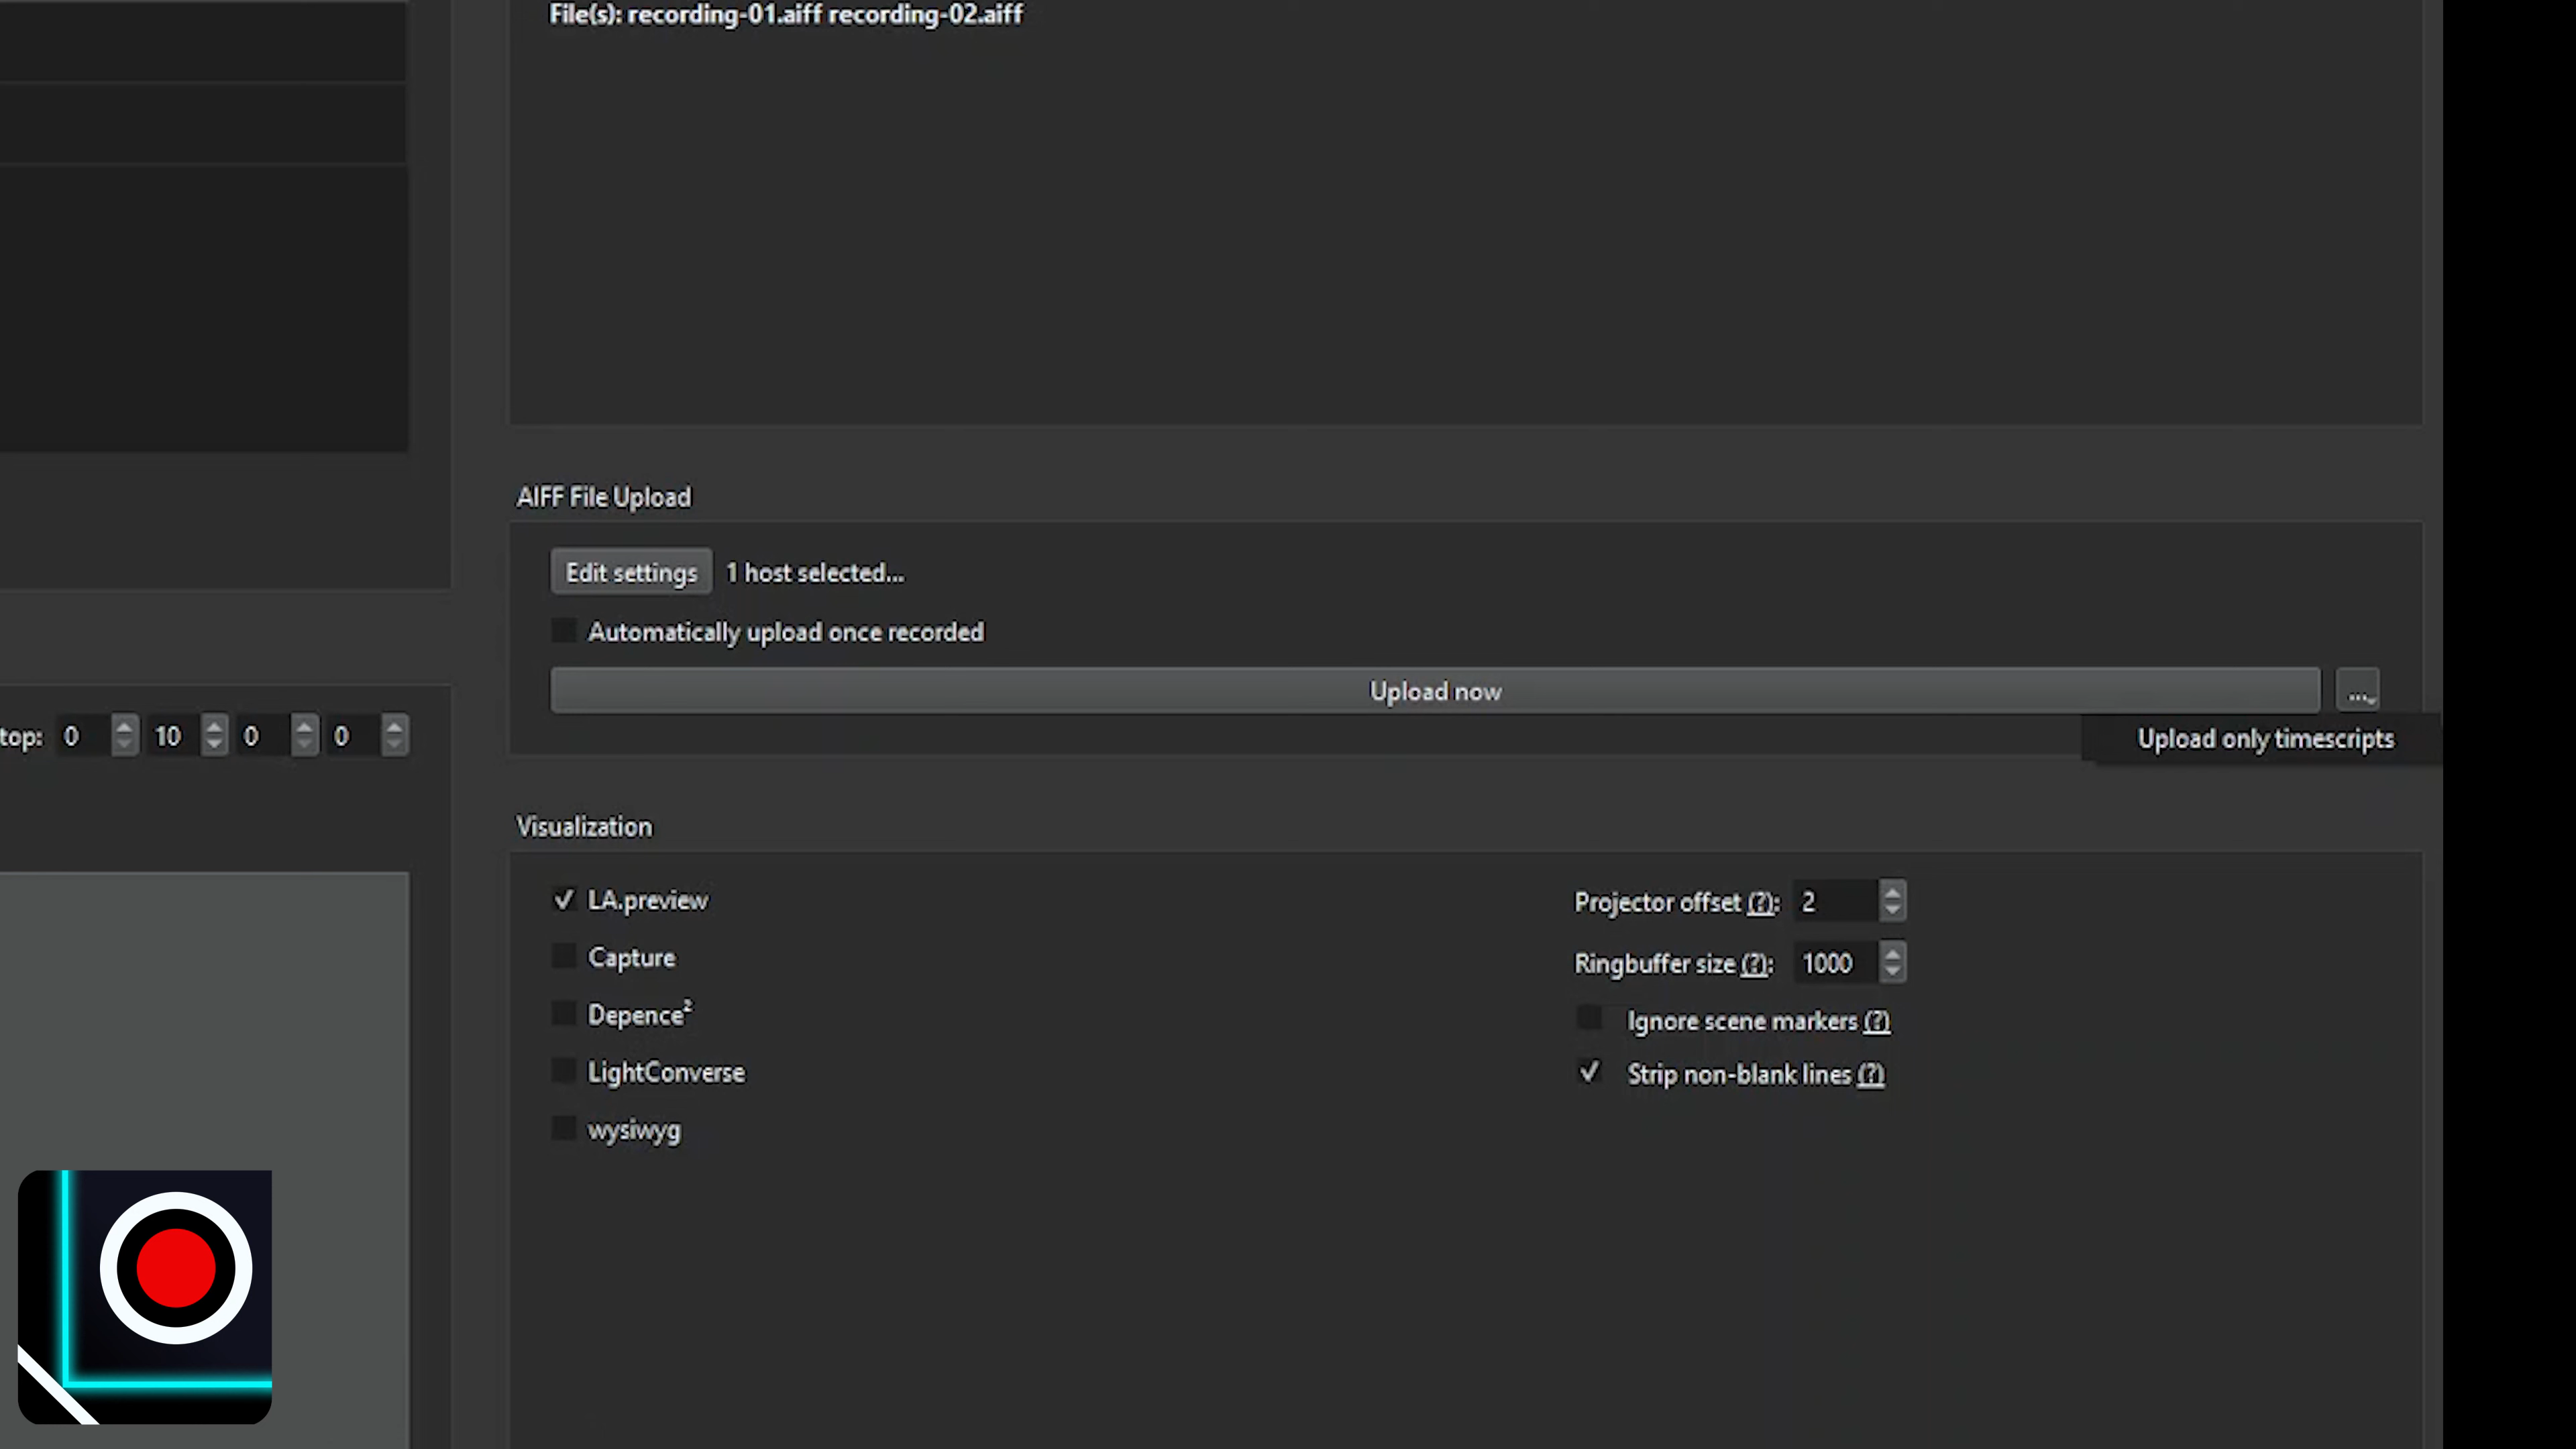 File(s): recording-01.aiff recording-02.aiff
AIFF File Upload
Edit settings 1 host selected...
Automatically upload once recorded
Upload now ...
top: 0 10 0 0
Upload only timescripts
Visualization
LA.preview
Projector offset (?): 2
Capture
Ringbuffer size (?): 1000
Depence²
Ignore scene markers (?)
LightConverse
Strip non-blank lines (?)
wysiwyg